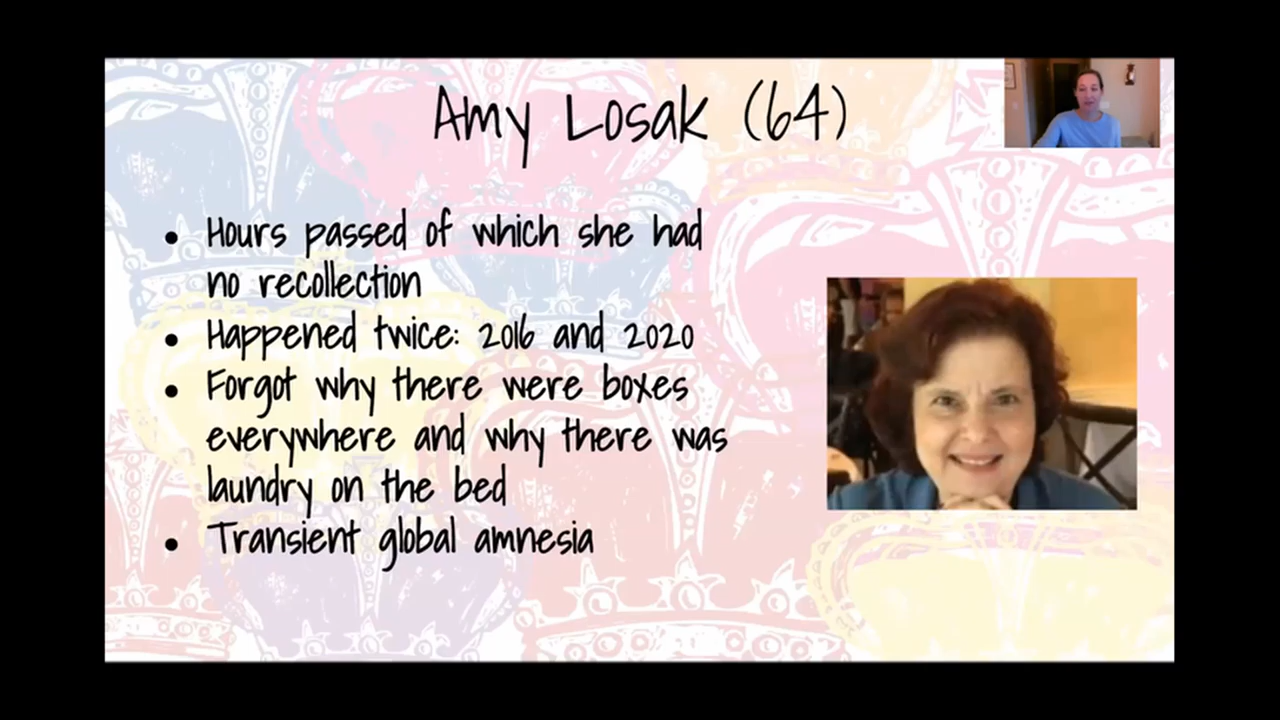 Amy Losak (64)
• Hours passed of which she had
no recollection
• Happened twice: 2016 and 2020
• Forgot why there were boxes
everywhere and why there was
laundry on the bed
• Transient global amnesia